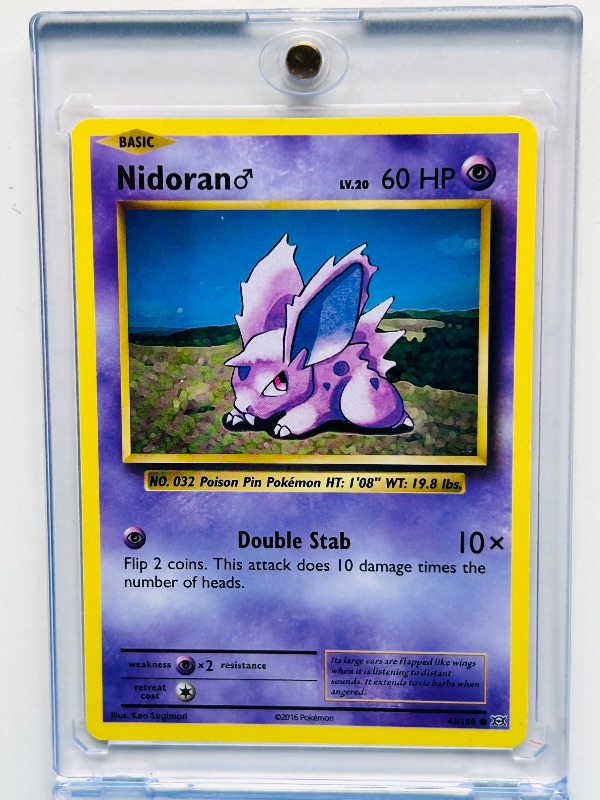 BASIC
Nidoran♂ LV.20 60 HP
NO. 032 Poison Pin Pokémon HT: 1'08" WT: 19.8 lbs.
Double Stab 10×
Flip 2 coins. This attack does 10 damage times the
number of heads.
weakness ×2 resistance
retreat
cost
Its large ears are flapped like wings
when it is listening to distant
sounds. It extends toxic barbs when
angered.
Illus. Ken Sugimori
©2016 Pokémon
43/108